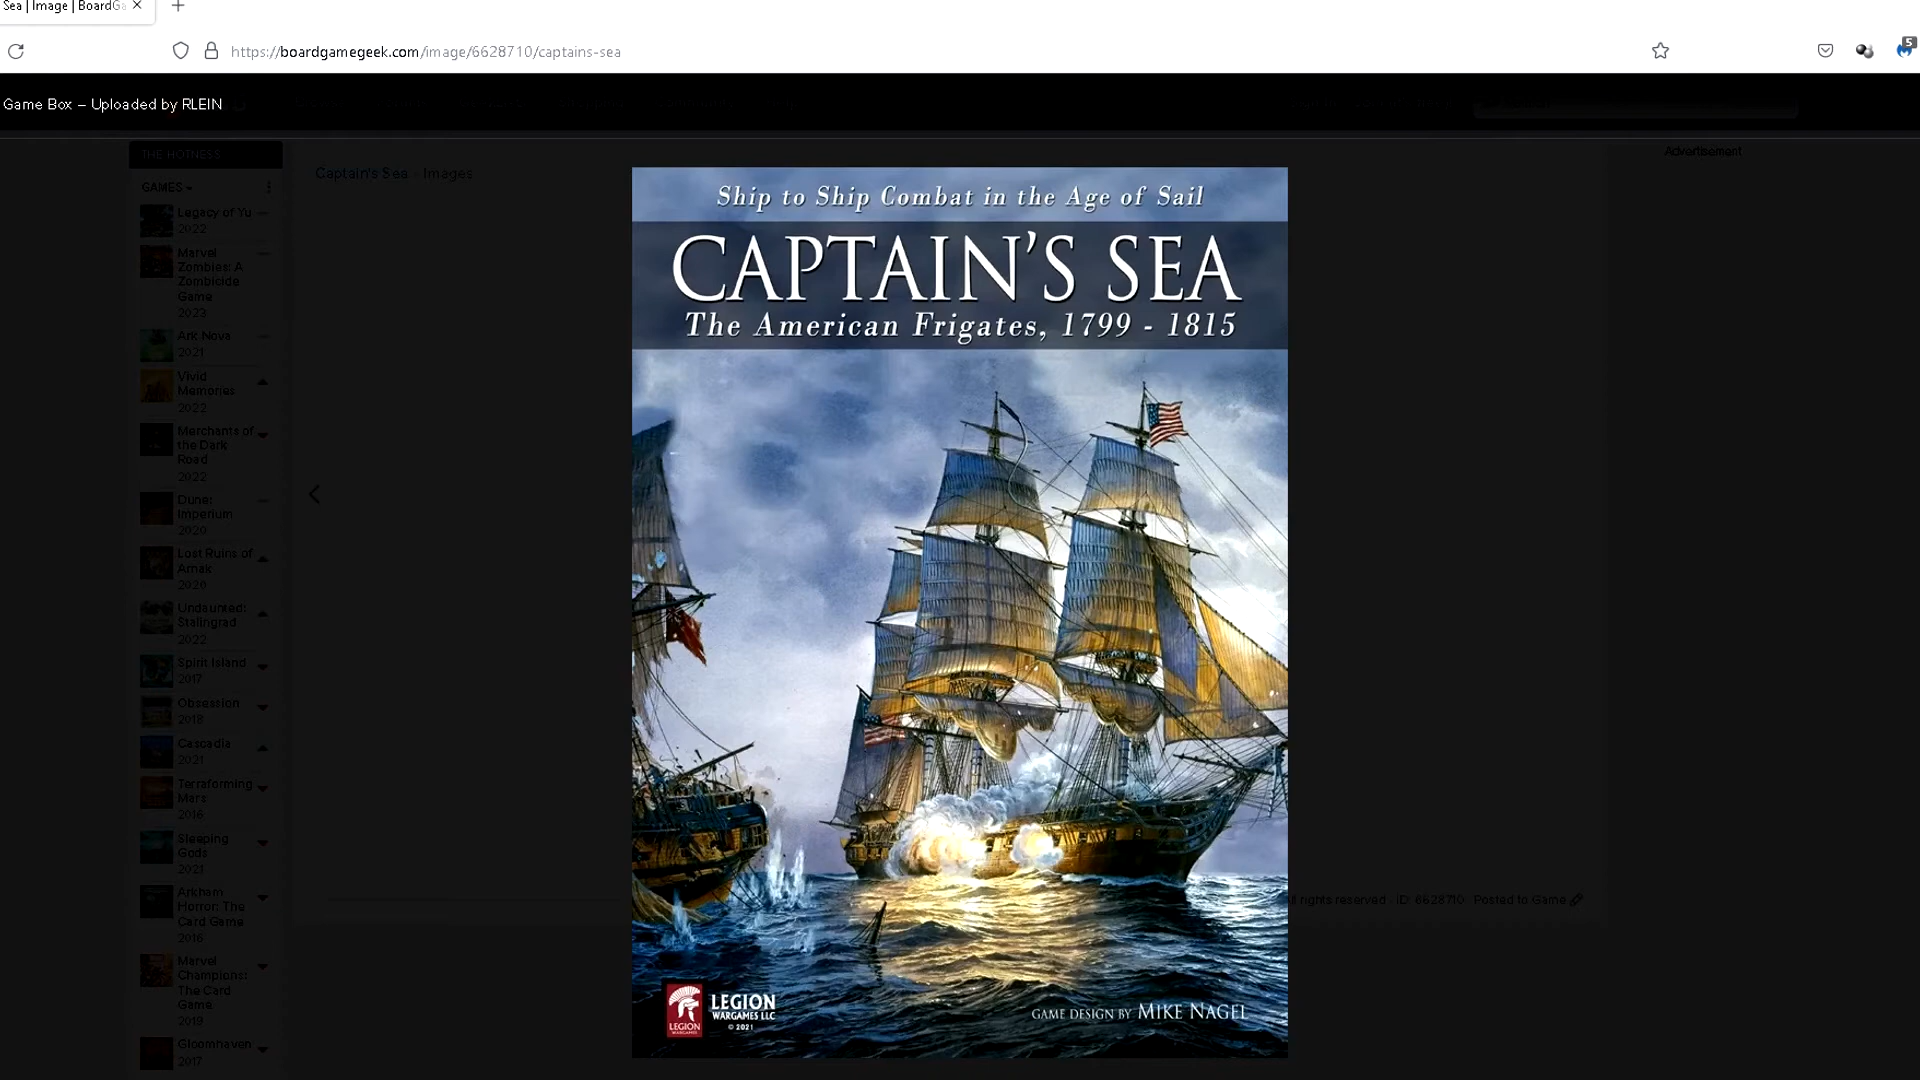 Sea | Image | BoardG
https://boardgamegeek.com/image/6628710/captains-sea
5
Game Box – Uploaded by RLEIN
THE HOTNESS
Captain's Sea - Images
Advertisement
GAMES
Legacy of Yu
2022
Marvel
Zombies: A
Zombicide
Game
2023
Ark Nova
2021
Vivid
Memories
2022
Merchants of
the Dark
Road
2022
Dune:
Imperium
2020
Lost Ruins of
Arnak
2020
Undaunted:
Stalingrad
2022
Spirit Island
2017
Obsession
2018
Cascadia
2021
Terraforming
Mars
2016
Sleeping
Gods
2021
Arkham
Horror: The
Card Game
2016
Marvel
Champions:
The Card
Game
2019
Gloomhaven
2017
Ship to Ship Combat in the Age of Sail
CAPTAIN'S SEA
The American Frigates, 1799 - 1815
LEGION
WARGAMES LLC
© 2021
LEGION
WARGAMES
GAME DESIGN BY MIKE NAGEL
rights reserved · ID: 6628710 · Posted to Game